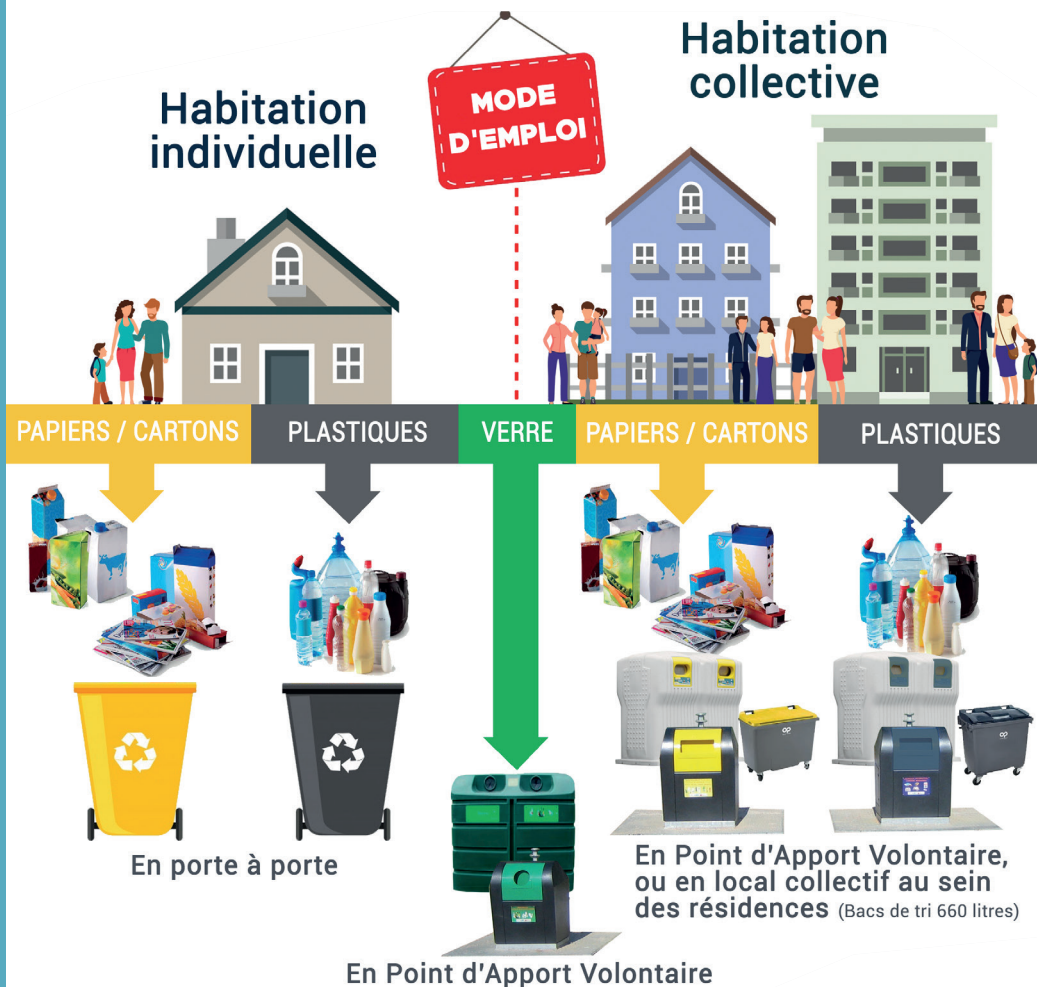 Habitation
individuelle
MODE
D'EMPLOI
Habitation
collective
PAPIERS / CARTONS
PLASTIQUES
VERRE
PAPIERS / CARTONS
PLASTIQUES
En porte à porte
En Point d'Apport Volontaire,
ou en local collectif au sein
des résidences (Bacs de tri 660 litres)
En Point d'Apport Volontaire